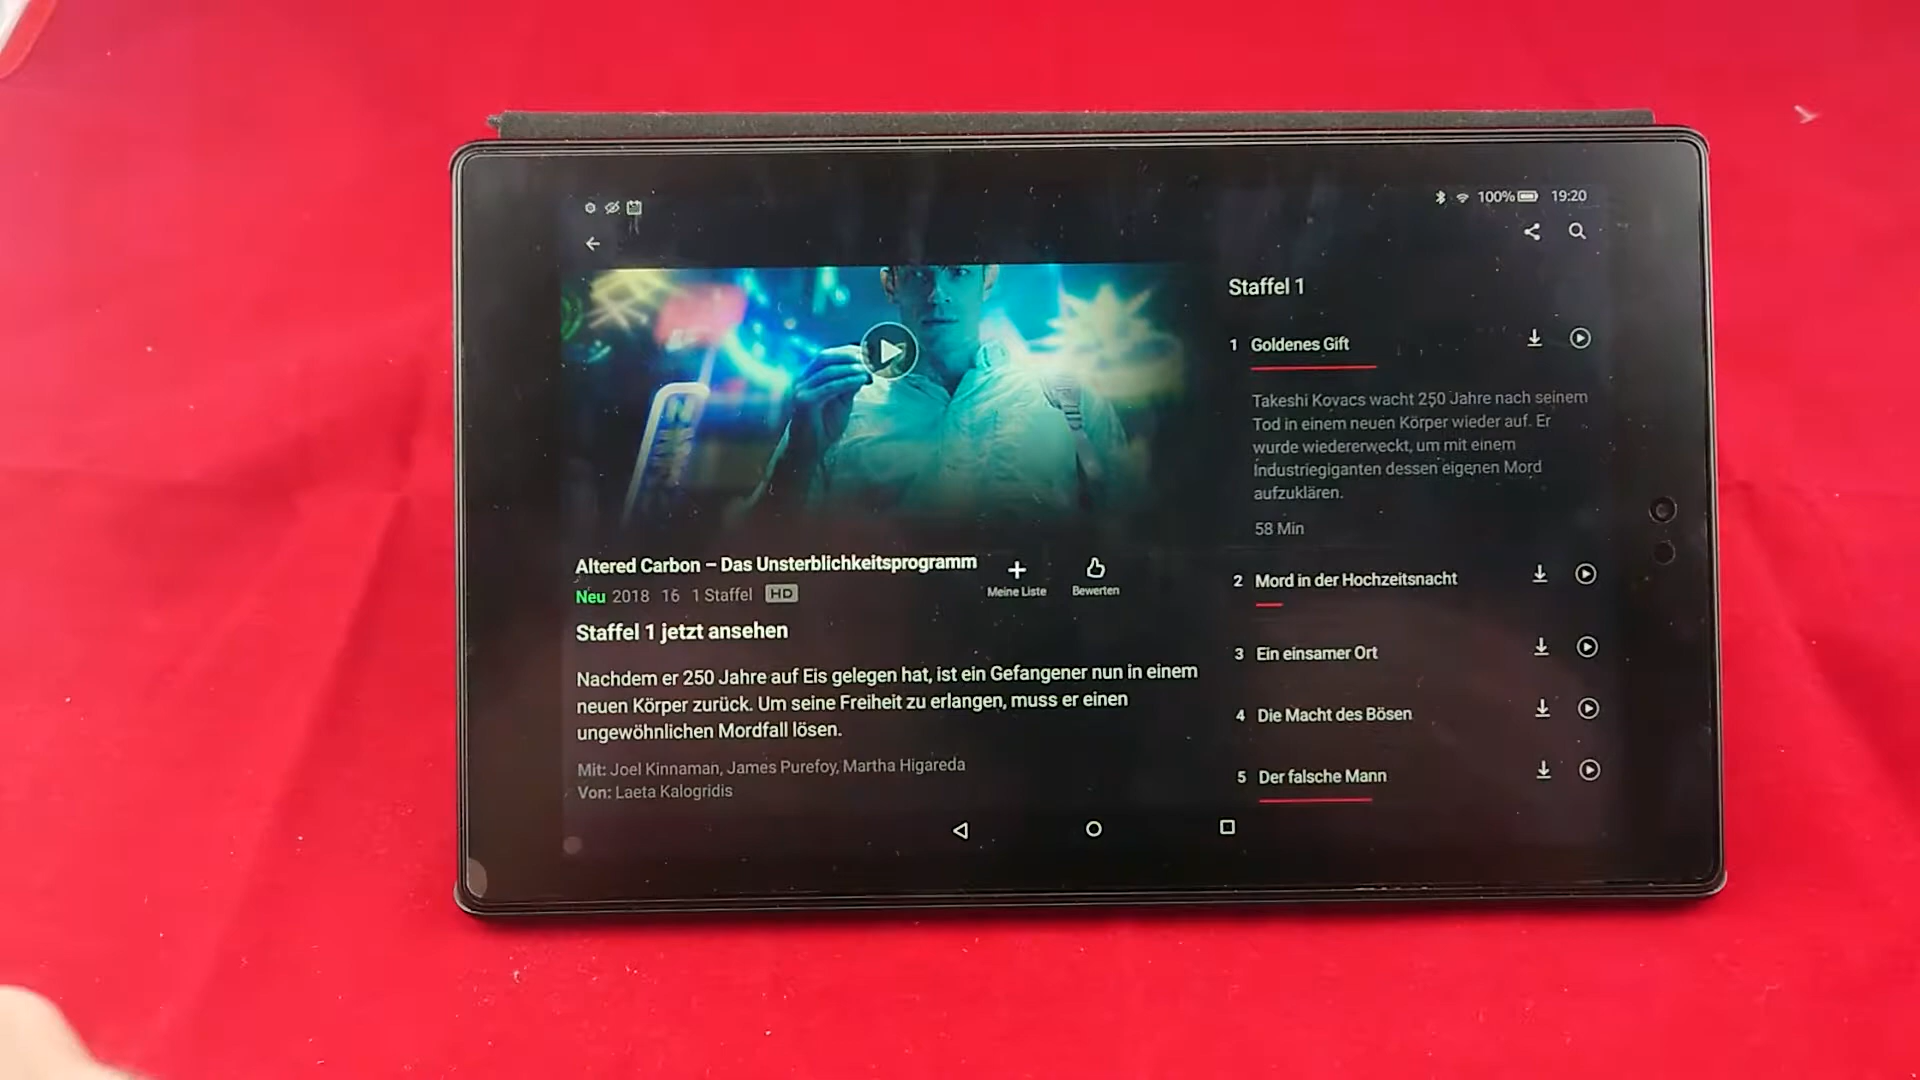 100% 19:20
Altered Carbon – Das Unsterblichkeitsprogramm
Neu 2018 16 1 Staffel HD
Meine Liste
Bewerten
Staffel 1 jetzt ansehen
Nachdem er 250 Jahre auf Eis gelegen hat, ist ein Gefangener nun in einem
neuen Körper zurück. Um seine Freiheit zu erlangen, muss er einen
ungewöhnlichen Mordfall lösen.
Mit: Joel Kinnaman, James Purefoy, Martha Higareda
Von: Laeta Kalogridis
Staffel 1
1 Goldenes Gift
Takeshi Kovacs wacht 250 Jahre nach seinem
Tod in einem neuen Körper wieder auf. Er
wurde wiedererweckt, um mit einem
Industriegiganten dessen eigenen Mord
aufzuklären.
58 Min
2 Mord in der Hochzeitsnacht
3 Ein einsamer Ort
4 Die Macht des Bösen
5 Der falsche Mann